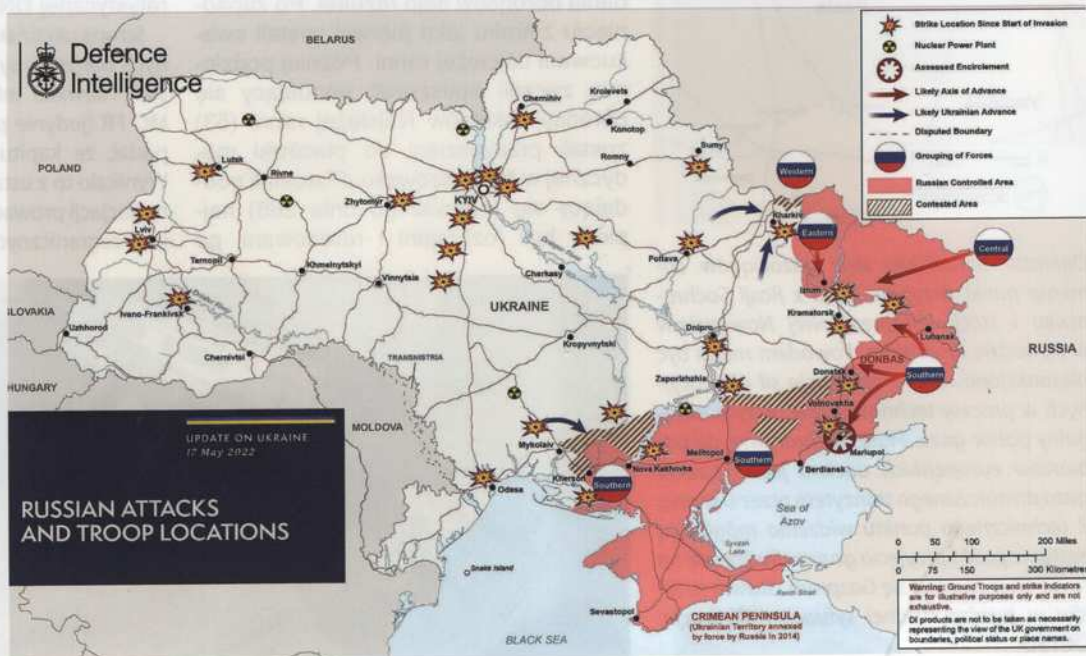 Defence
Intelligence
BELARUS
POLAND
SLOVAKIA
HUNGARY
MOLDOVA
TRANSNISTRIA
UKRAINE
RUSSIA
DONBAS
Lutsk
Rivne
Lviv
Ternopil
Khmelnytskyi
Zhytomyr
KYIV
Chernihiv
Krolevets
Konotop
Romny
Sumy
Kharkiv
Poltava
Izium
Kramatorsk
Luhansk
Donetsk
Volnovakha
Mariupol
Berdiansk
Melitopol
Zaporizhzhia
Dnipro
Cherkasy
Vinnytsia
Ivano-Frankivsk
Uzhhorod
Chernivtsi
Kropyvnytskyi
Mykolaiv
Kherson
Nova Kakhovka
Odesa
Snake Island
Sevastopol
Western
Eastern
Central
Southern
Southern
Southern
Sea of
Azov
Syvash
Lake
Kerch Strait
BLACK SEA
CRIMEAN PENINSULA
(Ukrainian Territory annexed
by force by Russia in 2014)
UPDATE ON UKRAINE
17 May 2022
RUSSIAN ATTACKS
AND TROOP LOCATIONS
Strike Location Since Start of Invasion
Nuclear Power Plant
Assessed Encirclement
Likely Axis of Advance
Likely Ukrainian Advance
Disputed Boundary
Grouping of Forces
Russian Controlled Area
Contested Area
0 50 100 200 Miles
0 75 150 300 Kilometres
Warning: Ground Troops and strike indicators
are for illustrative purposes only and are not
exhaustive.
DI products are not to be taken as necessarily
representing the view of the UK government on
boundaries, political status or place names.